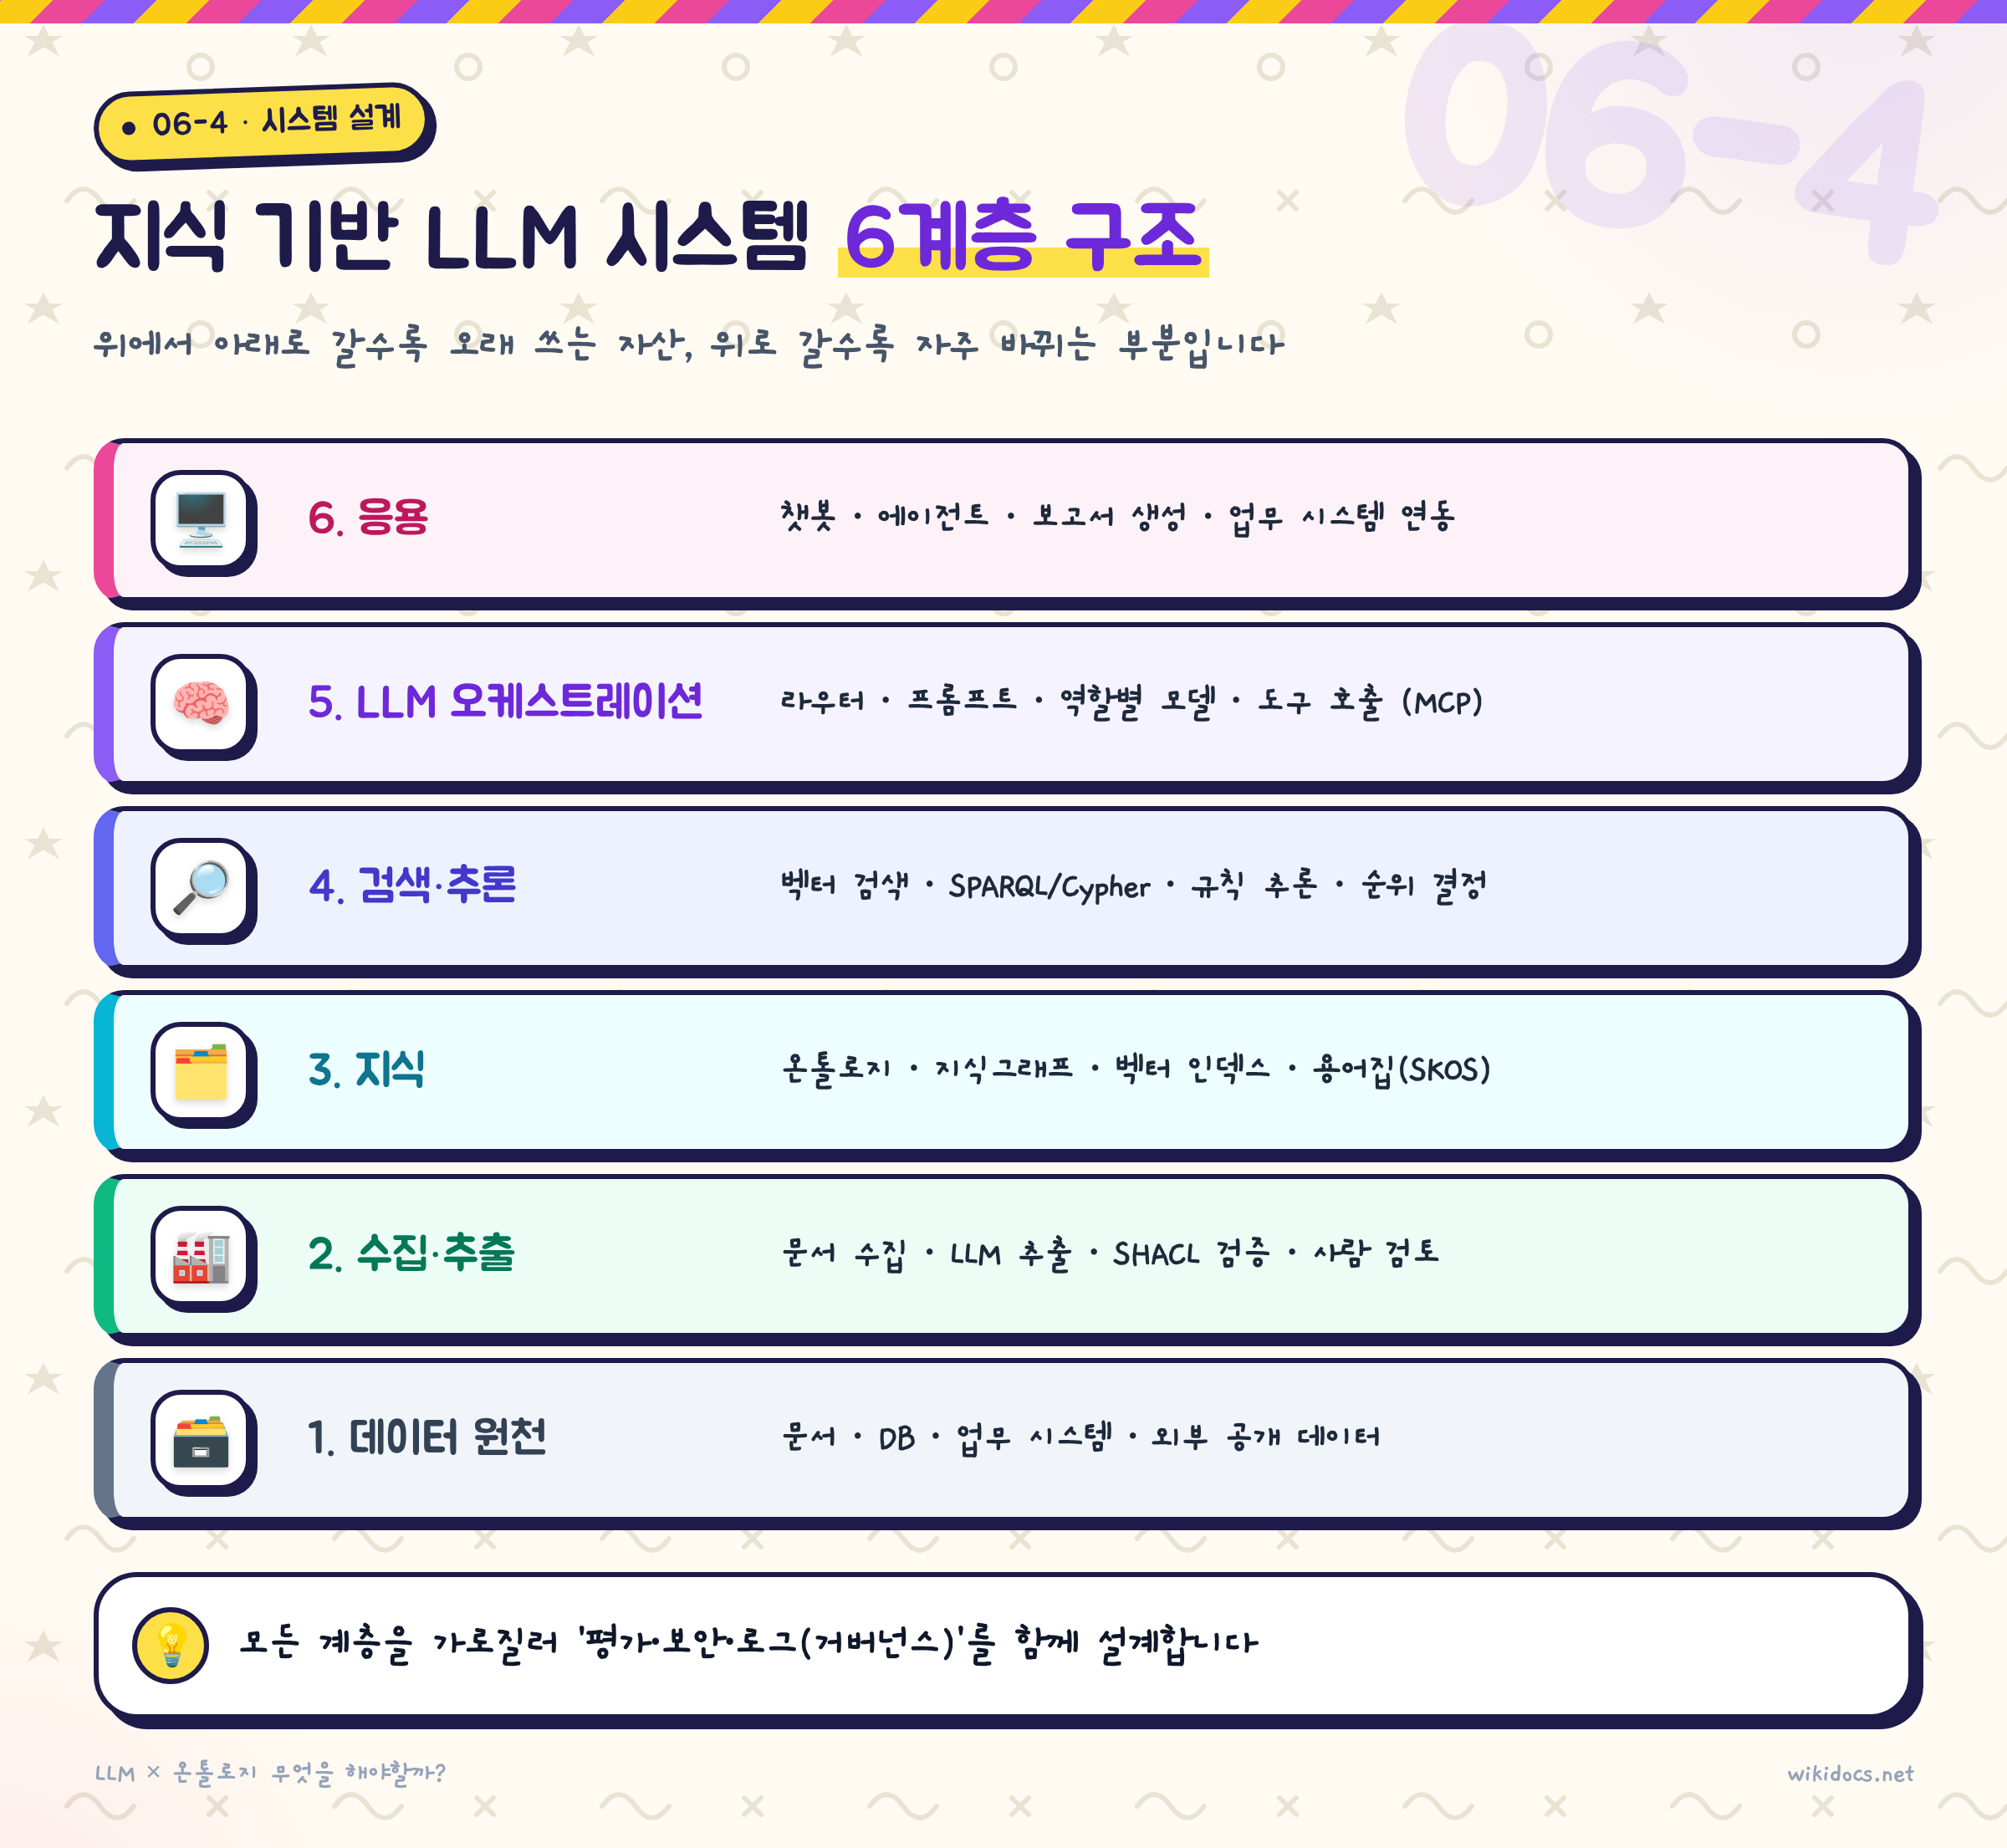 06-4
06-4 · 시스템 설계
지식 기반 LLM 시스템 6계층 구조
위에서 아래로 갈수록 오래 쓰는 자산, 위로 갈수록 자주 바뀌는 부분입니다
6. 응용 챗봇 · 에이전트 · 보고서 생성 · 업무 시스템 연동
5. LLM 오케스트레이션 라우터 · 프롬프트 · 역할별 모델 · 도구 호출 (MCP)
4. 검색·추론 벡터 검색 · SPARQL/Cypher · 규칙 추론 · 순위 결정
3. 지식 온톨로지 · 지식그래프 · 벡터 인덱스 · 용어집(SKOS)
2. 수집·추출 문서 수집 · LLM 추출 · SHACL 검증 · 사람 검토
1. 데이터 원천 문서 · DB · 업무 시스템 · 외부 공개 데이터
모든 계층을 가로질러 '평가·보안·로그(거버넌스)'를 함께 설계합니다
LLM × 온톨로지 무엇을 해야할까? wikidocs.net